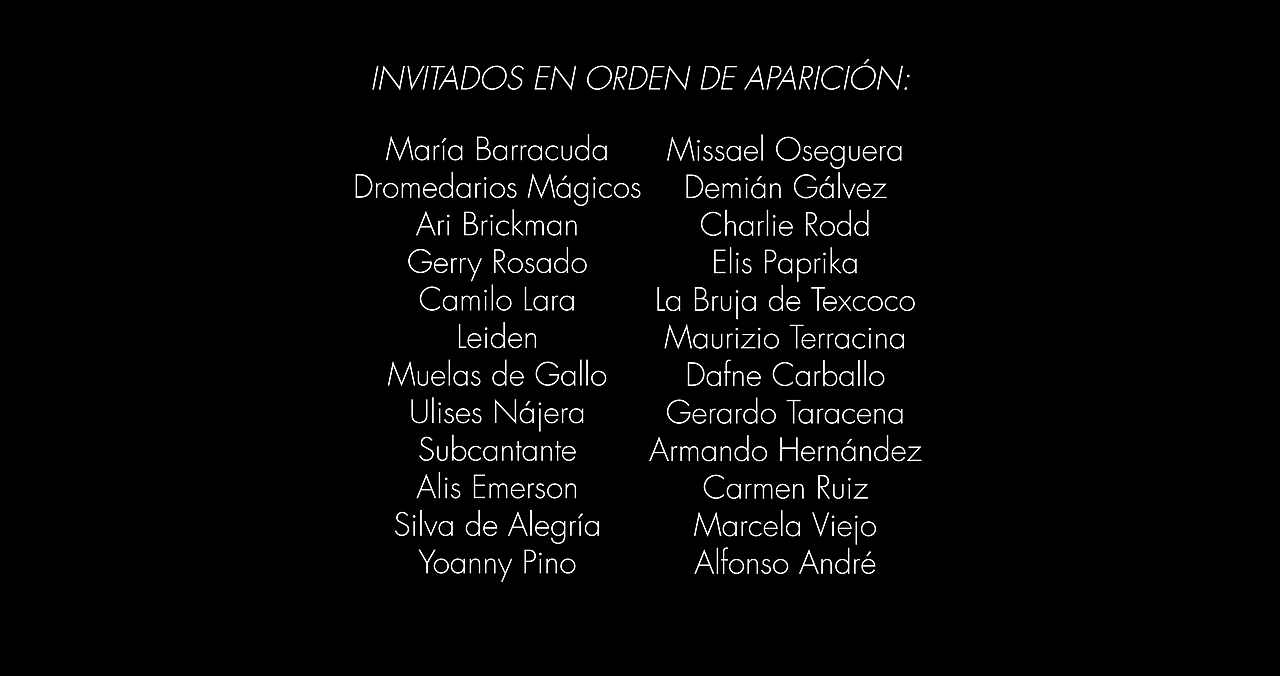 INVITADOS EN ORDEN DE APARICIÓN:
María Barracuda
Dromedarios Mágicos
Ari Brickman
Gerry Rosado
Camilo Lara
Leiden
Muelas de Gallo
Ulises Nájera
Subcantante
Alis Emerson
Silva de Alegría
Yoanny Pino
Missael Oseguera
Demián Gálvez
Charlie Rodd
Elis Paprika
La Bruja de Texcoco
Maurizio Terracina
Dafne Carballo
Gerardo Taracena
Armando Hernández
Carmen Ruiz
Marcela Viejo
Alfonso André